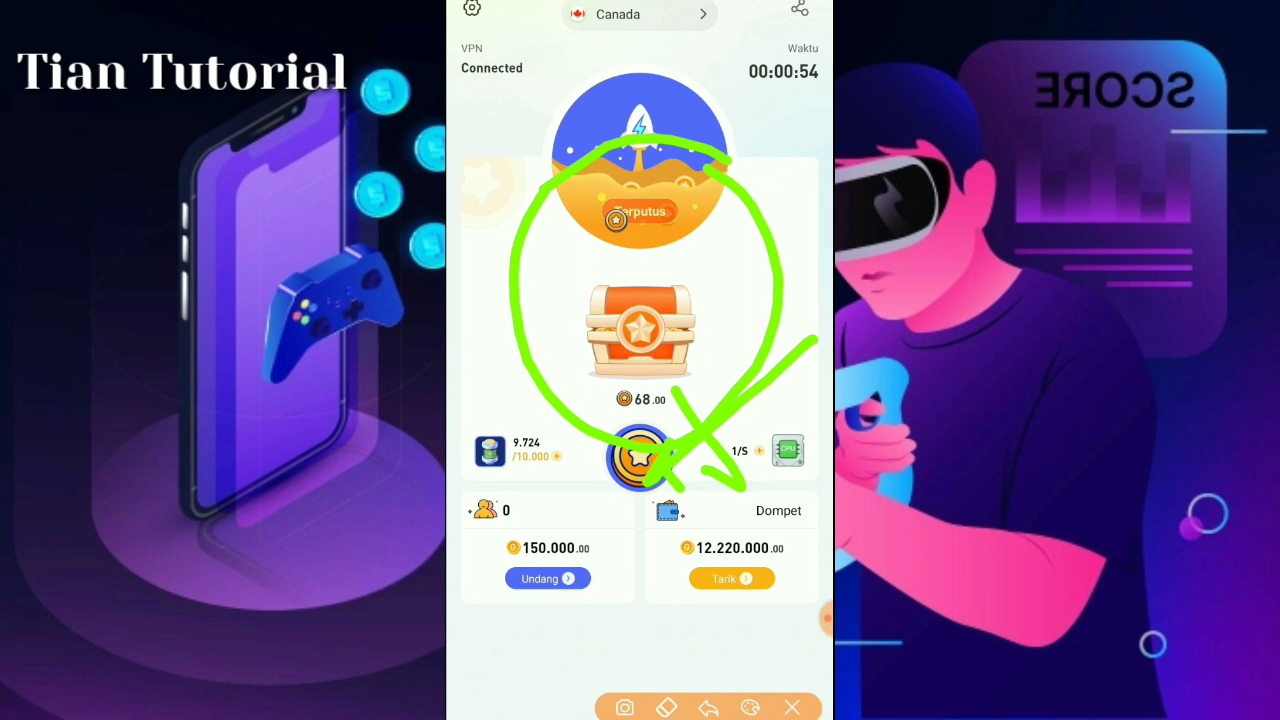 Tian Tutorial
Canada
VPN
Connected
Waktu
00:00:54
SCORE
Terputus
68.00
9.724
/10.000
1/S
CPU
0
150.000.00
Undang
Dompet
12.220.000.00
Tarik